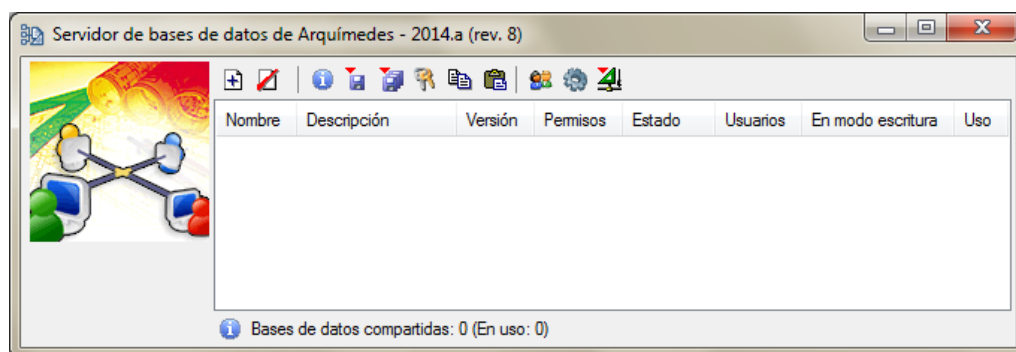 Servidor de bases de datos de Arquímedes - 2014.a (rev. 8)
Nombre Descripción Versión Permisos Estado Usuarios En modo escritura Uso
Bases de datos compartidas: 0 (En uso: 0)